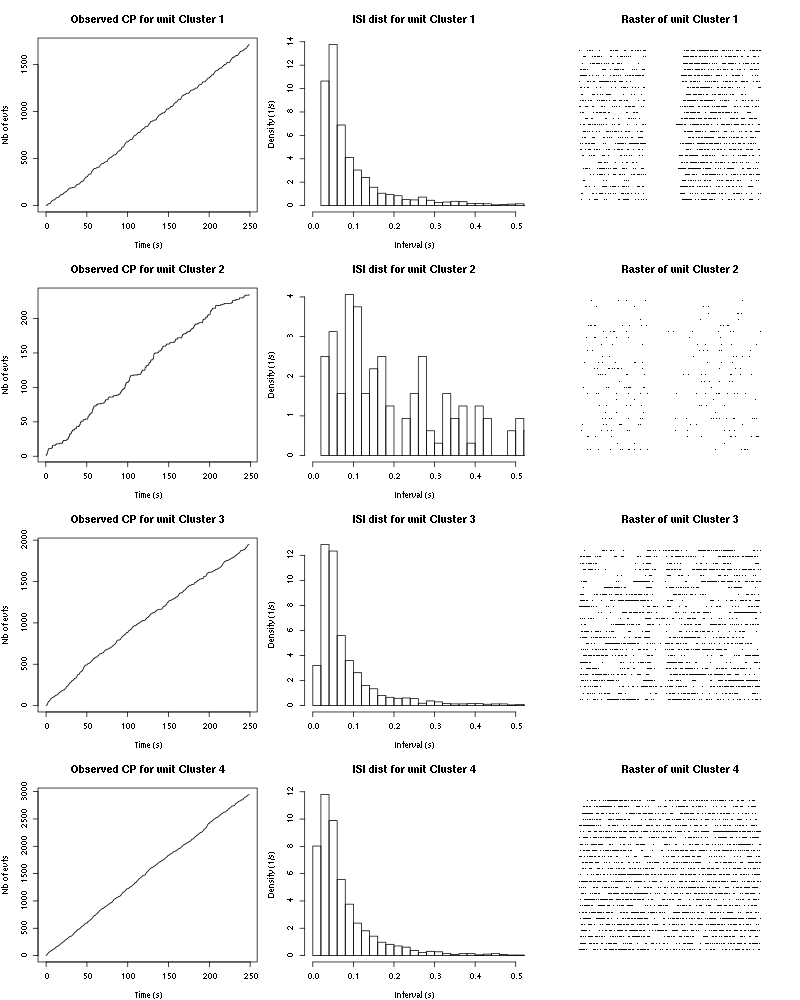 Observed CP for unit Cluster 1
ISI dist for unit Cluster 1
Raster of unit Cluster 1
Nb of evts
0 500 1000 1500
0 50 100 150 200 250
Time (s)
Density (1/s)
0 2 4 6 8 10 12 14
0.0 0.1 0.2 0.3 0.4 0.5
Interval (s)
Observed CP for unit Cluster 2
ISI dist for unit Cluster 2
Raster of unit Cluster 2
Nb of evts
0 50 100 150 200
0 50 100 150 200 250
Time (s)
Density (1/s)
0 1 2 3 4
0.0 0.1 0.2 0.3 0.4 0.5
Interval (s)
Observed CP for unit Cluster 3
ISI dist for unit Cluster 3
Raster of unit Cluster 3
Nb of evts
0 500 1000 1500 2000
0 50 100 150 200 250
Time (s)
Density (1/s)
0 2 4 6 8 10 12
0.0 0.1 0.2 0.3 0.4 0.5
Interval (s)
Observed CP for unit Cluster 4
ISI dist for unit Cluster 4
Raster of unit Cluster 4
Nb of evts
0 500 1000 1500 2000 2500 3000
0 50 100 150 200 250
Time (s)
Density (1/s)
0 2 4 6 8 10 12
0.0 0.1 0.2 0.3 0.4 0.5
Interval (s)